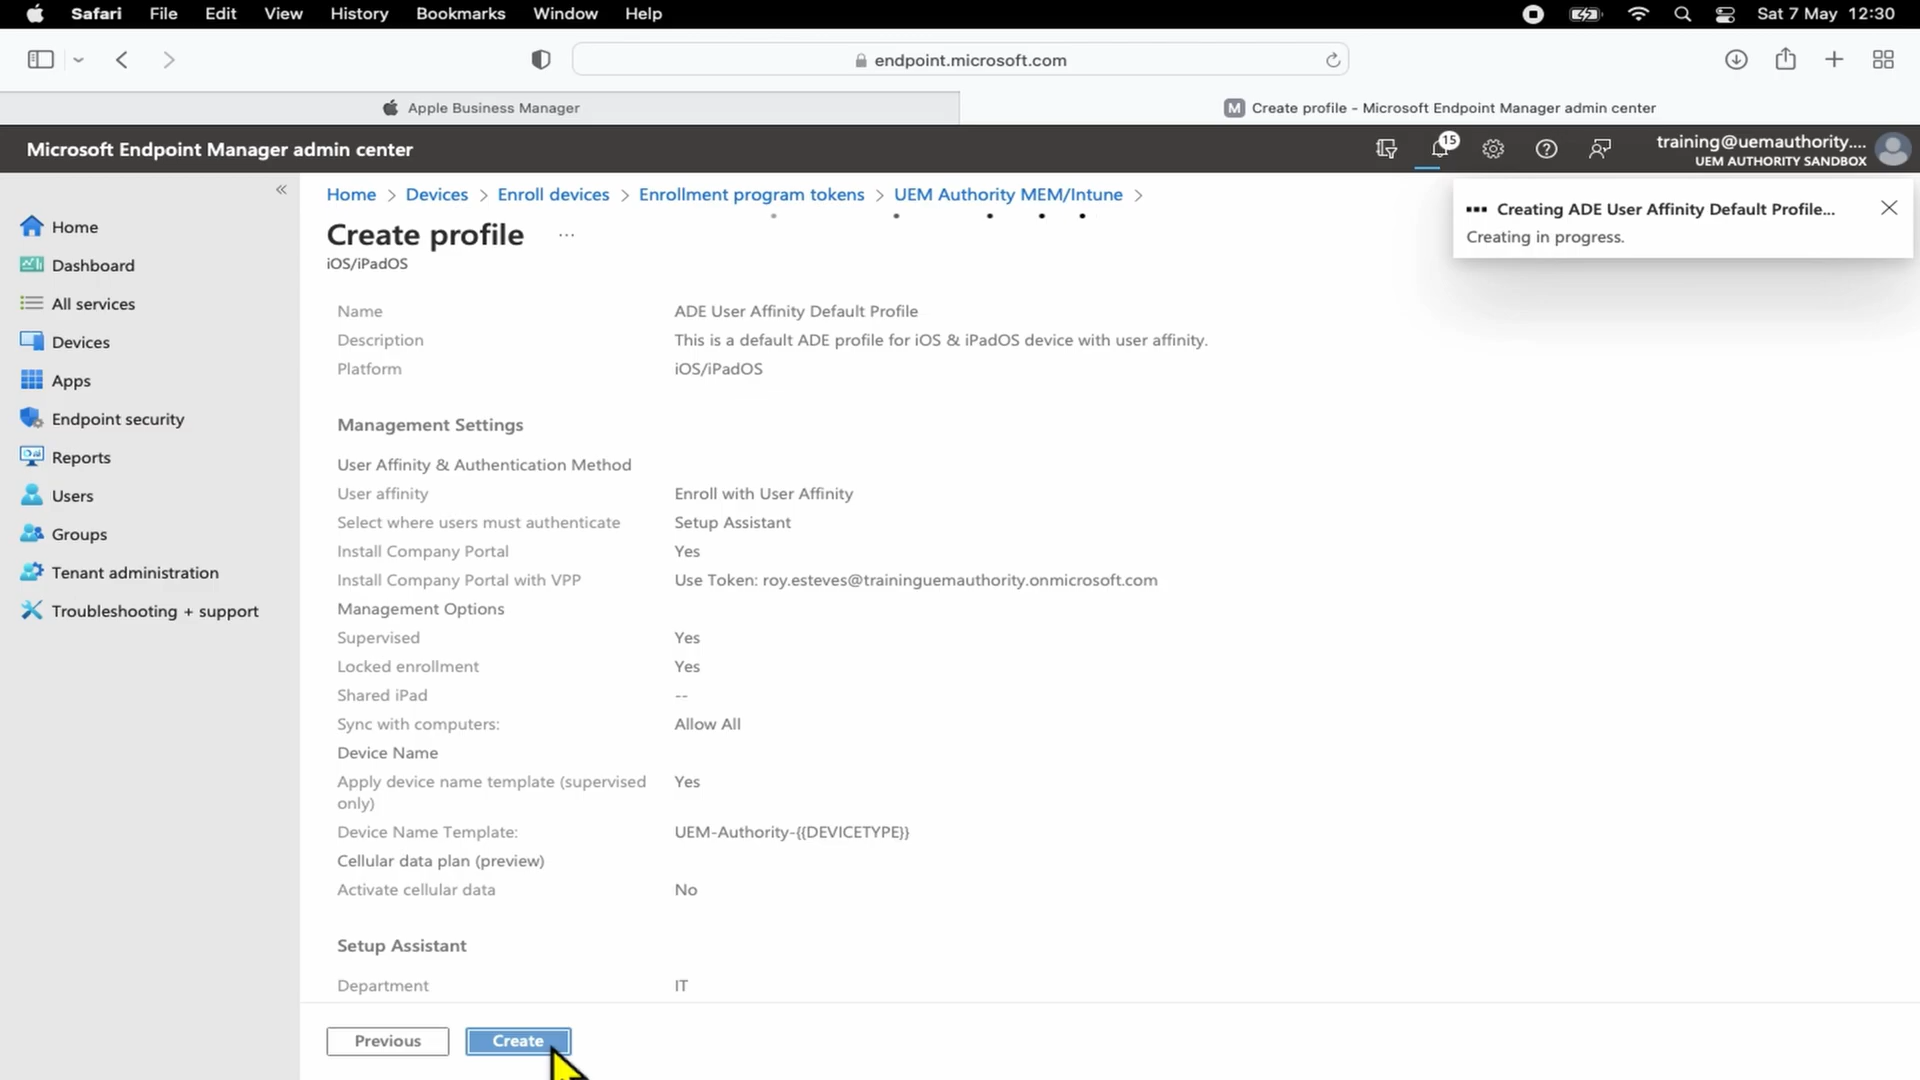 Safari File Edit View History Bookmarks Window Help Sat 7 May 12:30
endpoint.microsoft.com
Apple Business Manager
M Create profile - Microsoft Endpoint Manager admin center
Microsoft Endpoint Manager admin center
15
training@uemauthority....
UEM AUTHORITY SANDBOX
«
Home
Dashboard
All services
Devices
Apps
Endpoint security
Reports
Users
Groups
Tenant administration
Troubleshooting + support
Home > Devices > Enroll devices > Enrollment program tokens > UEM Authority MEM/Intune >
Create profile ...
iOS/iPadOS
Creating ADE User Affinity Default Profile...
Creating in progress.
Name ADE User Affinity Default Profile
Description This is a default ADE profile for iOS & iPadOS device with user affinity.
Platform iOS/iPadOS
Management Settings
User Affinity & Authentication Method
User affinity Enroll with User Affinity
Select where users must authenticate Setup Assistant
Install Company Portal Yes
Install Company Portal with VPP Use Token: roy.esteves@traininguemauthority.onmicrosoft.com
Management Options
Supervised Yes
Locked enrollment Yes
Shared iPad --
Sync with computers: Allow All
Device Name
Apply device name template (supervised Yes
only)
Device Name Template: UEM-Authority-{{DEVICETYPE}}
Cellular data plan (preview)
Activate cellular data No
Setup Assistant
Department IT
Previous Create